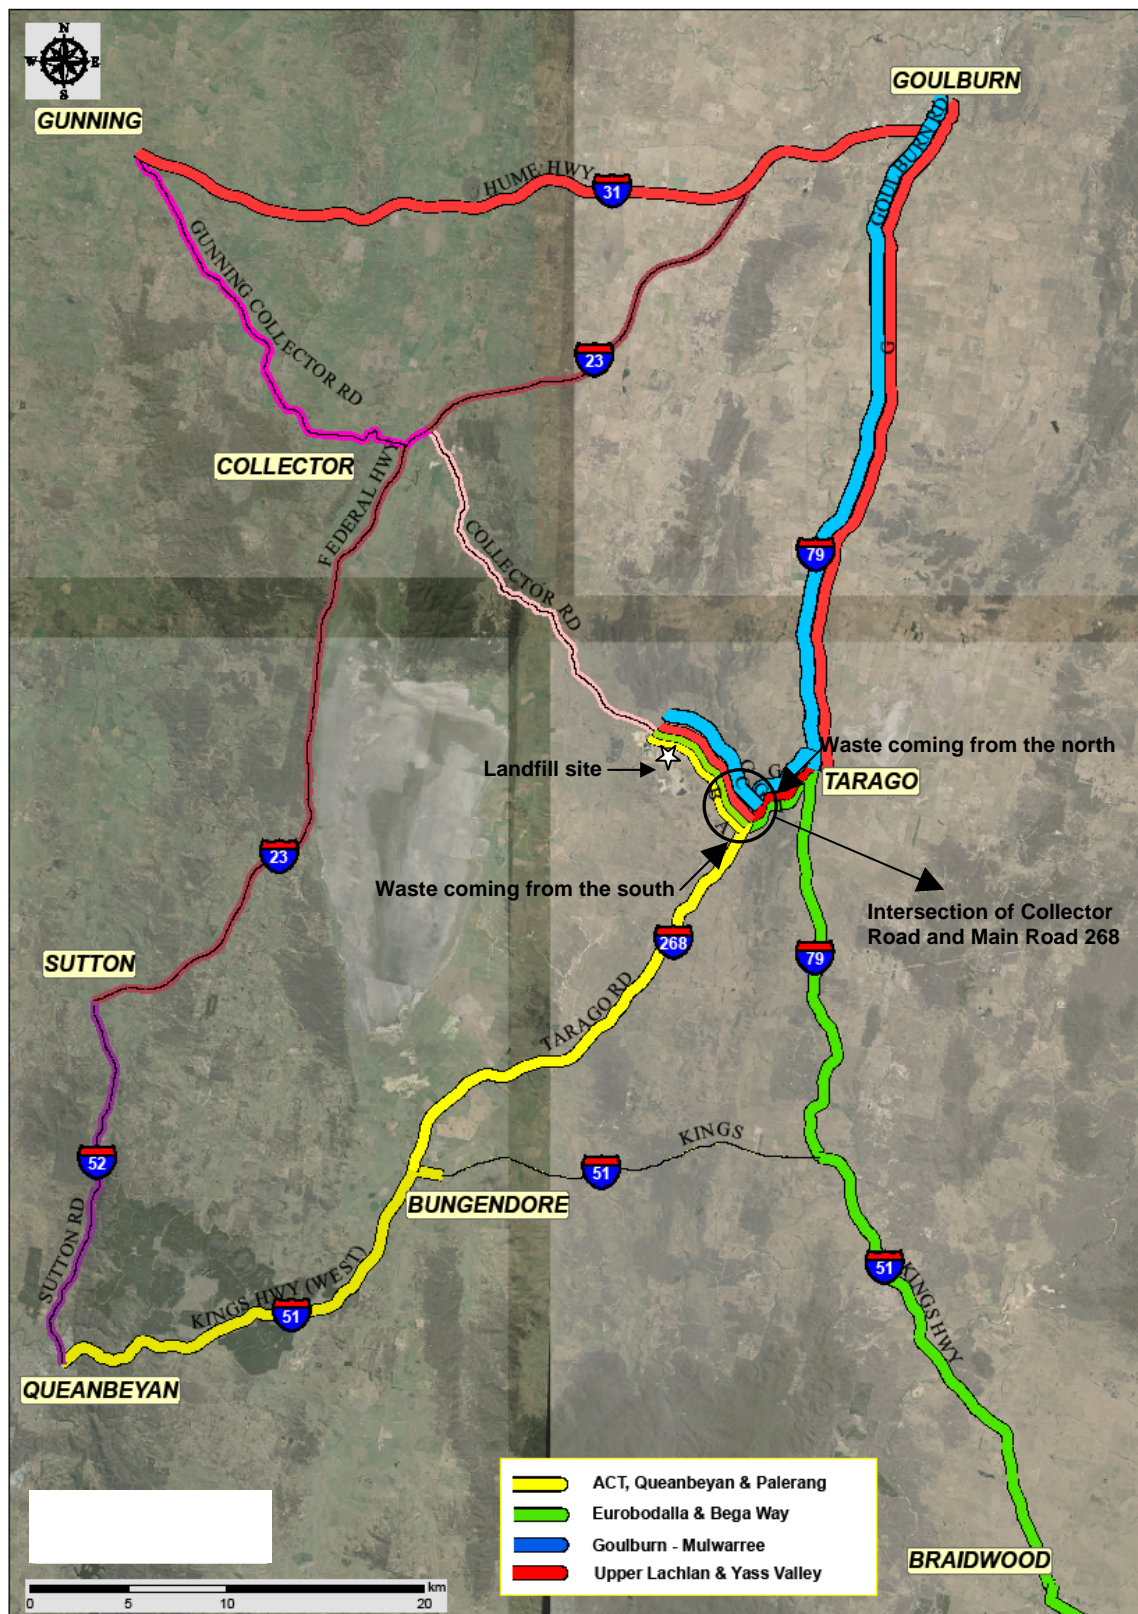 N
W E
S
GOULBURN
GUNNING
GOULBURN RD
HUME HWY
31
GUNNING COLLECTOR RD
G
23
COLLECTOR
FEDERAL HWY
COLLECTOR RD
79
Waste coming from the north
Landfill site
TARAGO
23
Waste coming from the south
Intersection of Collector
Road and Main Road 268
268
SUTTON
79
TARAGO RD
KINGS
52
51
BUNGENDORE
SUTTON RD
KINGS HWY (WEST)
51
51
KINGS HWY
QUEANBEYAN
ACT, Queanbeyan & Palerang
Eurobodalla & Bega Way
Goulburn - Mulwarree
Upper Lachlan & Yass Valley
BRAIDWOOD
km
0 5 10 20